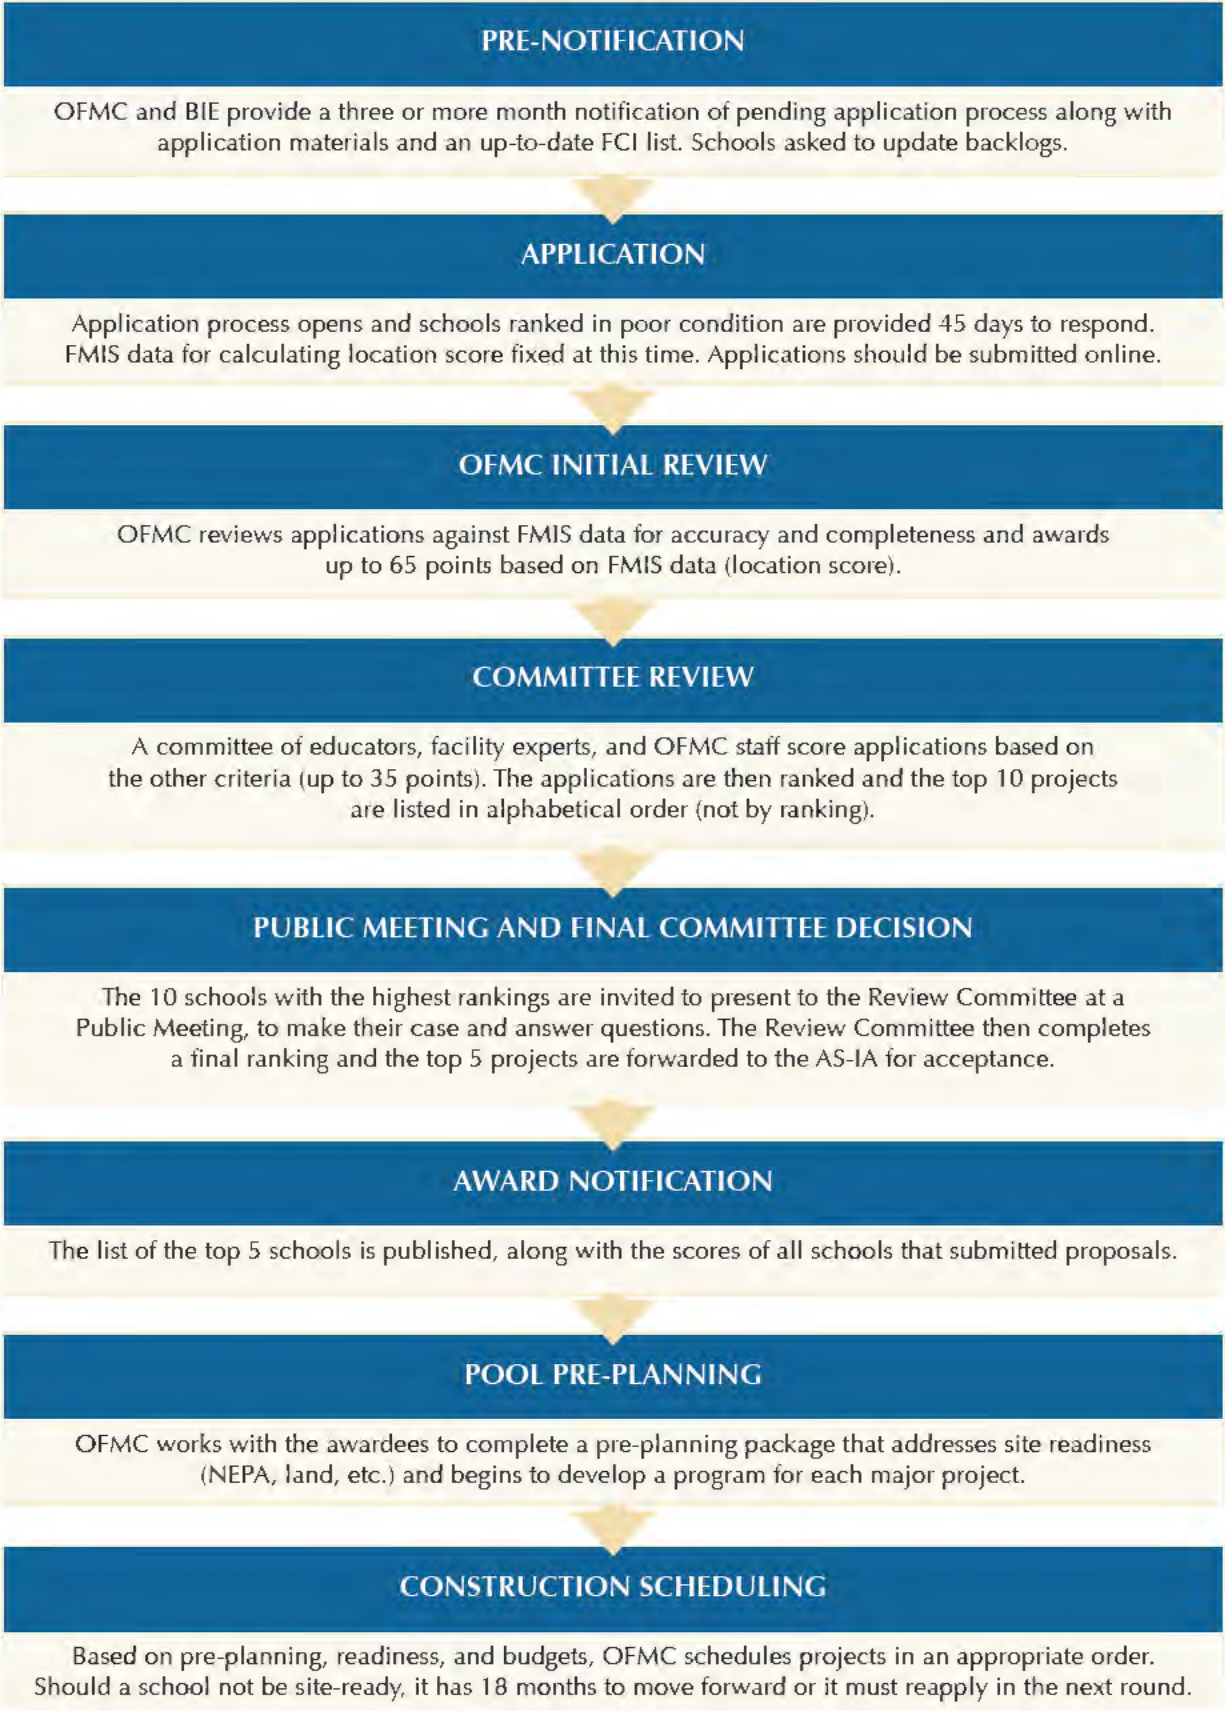 PRE-NOTIFICATION
OFMC and BIE provide a three or more month notification of pending application process along with
application materials and an up-to-date FCI list. Schools asked to update backlogs.
APPLICATION
Application process opens and schools ranked in poor condition are provided 45 days to respond.
FMIS data for calculating location score fixed at this time. Applications should be submitted online.
OFMC INITIAL REVIEW
OFMC reviews applications against FMIS data for accuracy and completeness and awards
up to 65 points based on FMIS data (location score).
COMMITTEE REVIEW
A committee of educators, facility experts, and OFMC staff score applications based on
the other criteria (up to 35 points). The applications are then ranked and the top 10 projects
are listed in alphabetical order (not by ranking).
PUBLIC MEETING AND FINAL COMMITTEE DECISION
The 10 schools with the highest rankings are invited to present to the Review Committee at a
Public Meeting, to make their case and answer questions. The Review Committee then completes
a final ranking and the top 5 projects are forwarded to the AS-IA for acceptance.
AWARD NOTIFICATION
The list of the top 5 schools is published, along with the scores of all schools that submitted proposals.
POOL PRE-PLANNING
OFMC works with the awardees to complete a pre-planning package that addresses site readiness
(NEPA, land, etc.) and begins to develop a program for each major project.
CONSTRUCTION SCHEDULING
Based on pre-planning, readiness, and budgets, OFMC schedules projects in an appropriate order.
Should a school not be site-ready, it has 18 months to move forward or it must reapply in the next round.